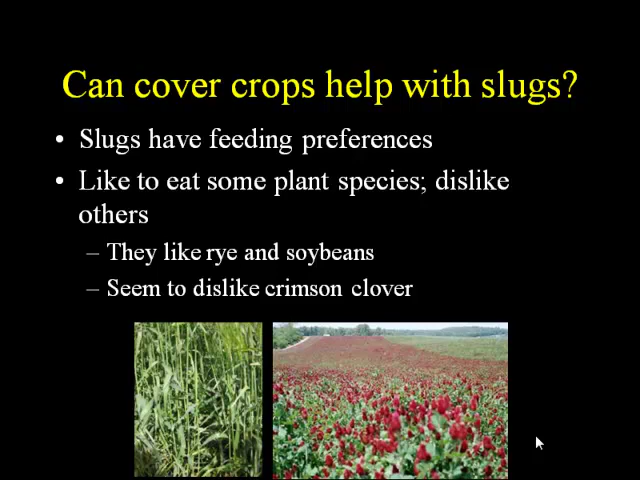 Can cover crops help with slugs?
• Slugs have feeding preferences
• Like to eat some plant species; dislike
others
– They like rye and soybeans
– Seem to dislike crimson clover